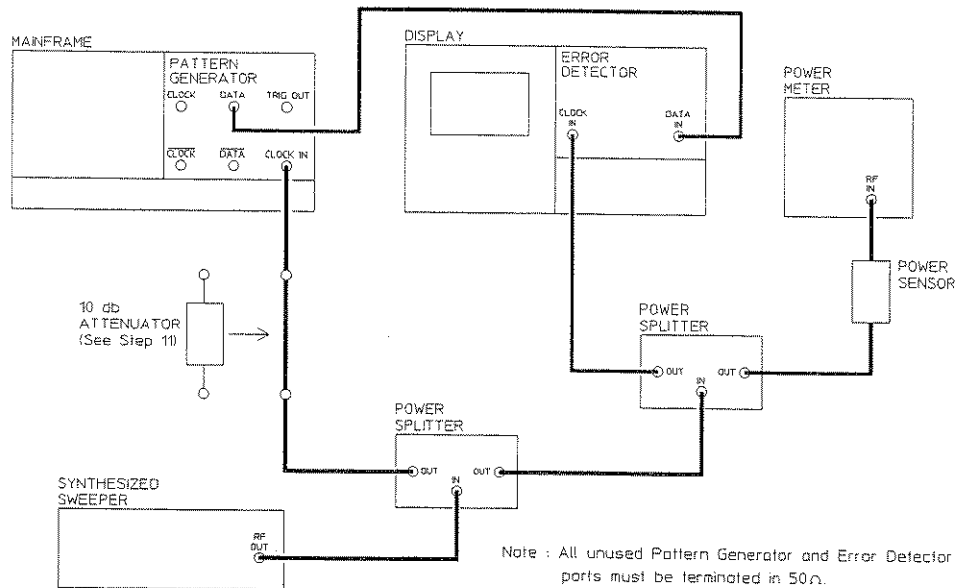 MAINFRAME
PATTERN
GENERATOR
CLOCK
DATA
TRIG OUT
CLOCK
DATA
CLOCK IN
DISPLAY
ERROR
DETECTOR
CLOCK
IN
DATA
IN
POWER
METER
RF
IN
POWER
SENSOR
10 db
ATTENUATOR
(See Step 11)
POWER
SPLITTER
OUT
OUT
IN
POWER
SPLITTER
OUT
OUT
IN
SYNTHESIZED
SWEEPER
RF
OUT
Note : All unused Pattern Generator and Error Detector
ports must be terminated in 50Ω.